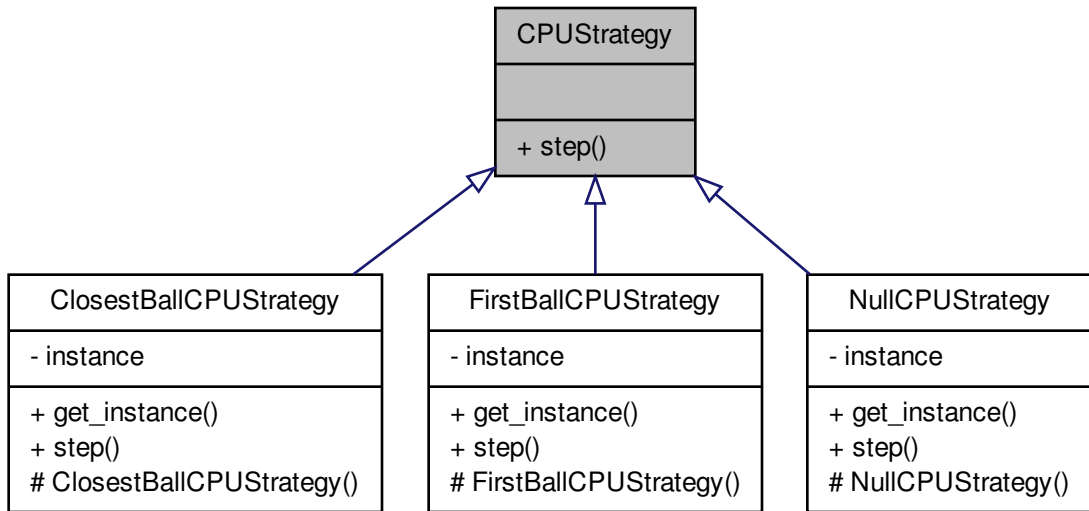 CPUStrategy
+ step()
ClosestBallCPUStrategy
- instance
+ get_instance()
+ step()
# ClosestBallCPUStrategy()
FirstBallCPUStrategy
- instance
+ get_instance()
+ step()
# FirstBallCPUStrategy()
NullCPUStrategy
- instance
+ get_instance()
+ step()
# NullCPUStrategy()